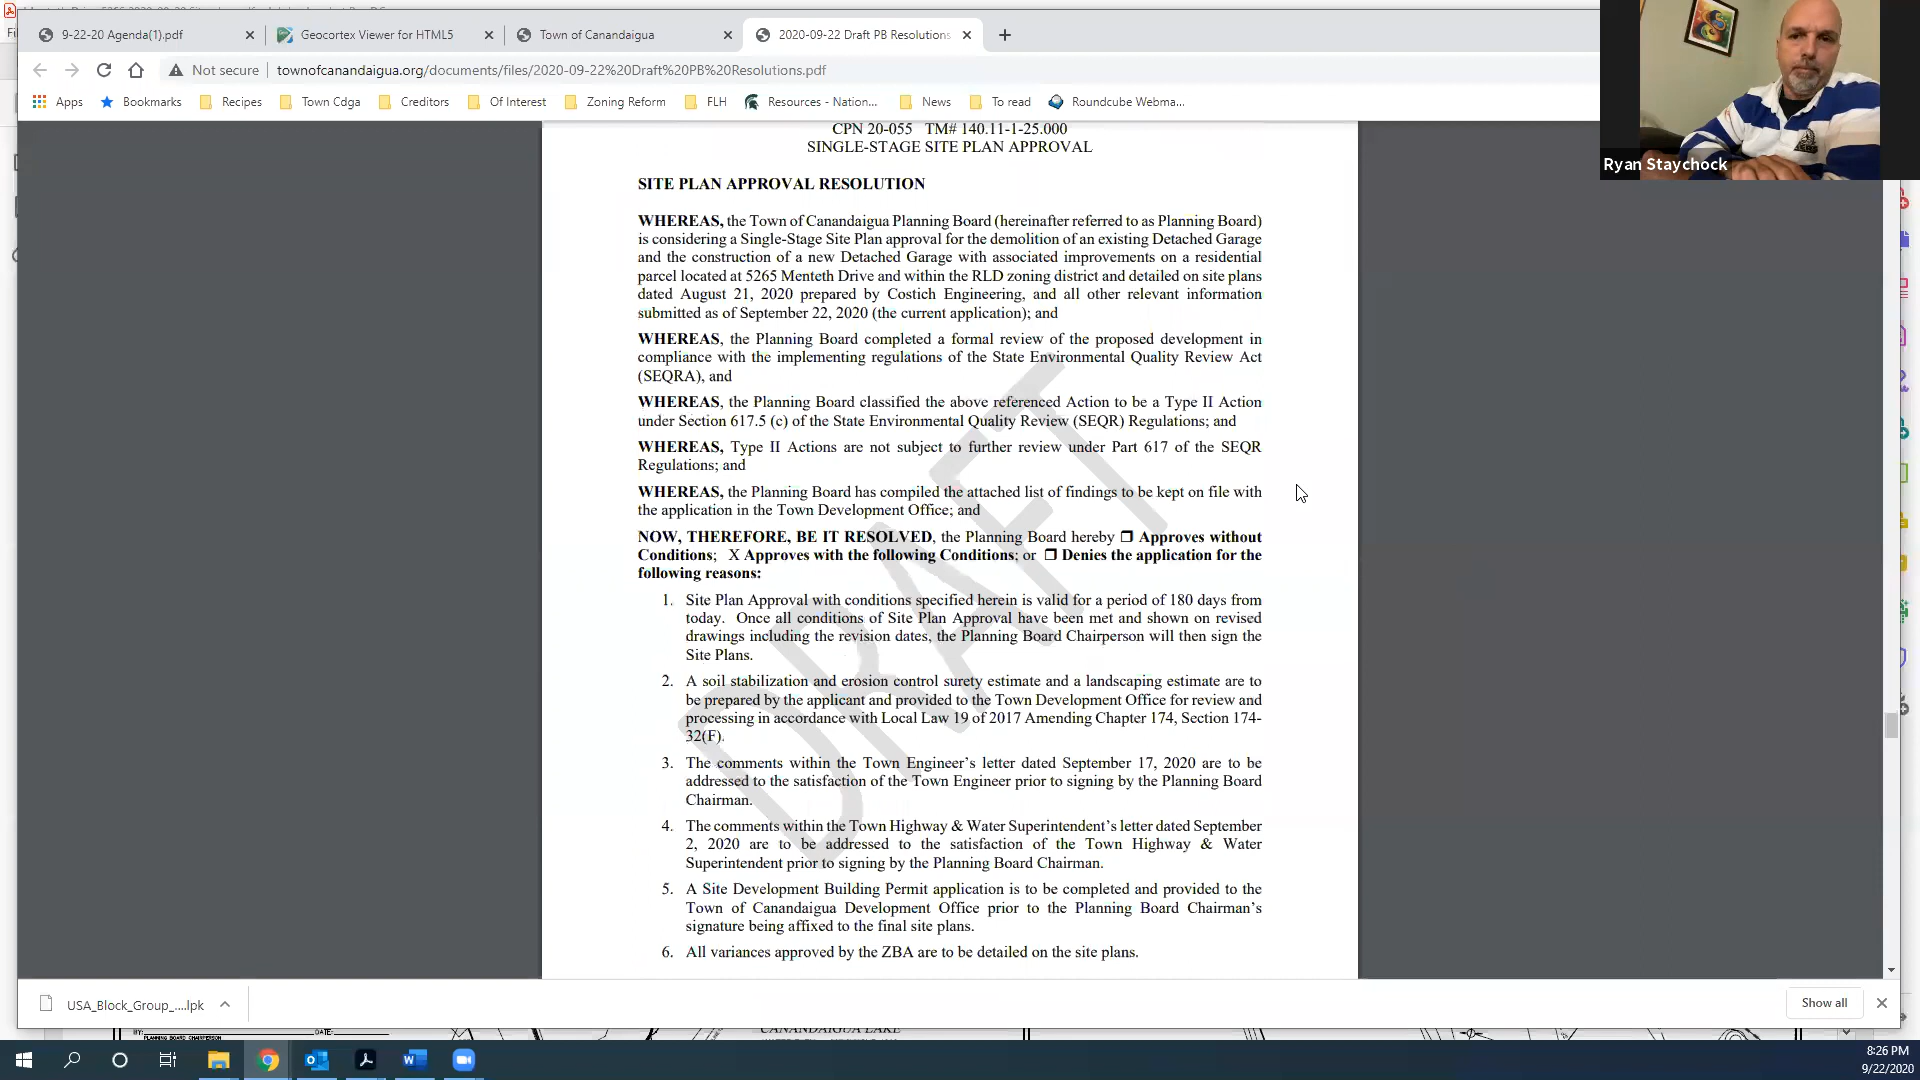 9-22-20 Agenda(1).pdf
Geocortex Viewer for HTML5
Town of Canandaigua
2020-09-22 Draft PB Resolutions
Not secure
townofcanandaigua.org/documents/files/2020-09-22%20Draft%20PB%20Resolutions.pdf
Apps
Bookmarks
Recipes
Town Cdga
Creditors
Of Interest
Zoning Reform
FLH
Resources - Nation...
News
To read
Roundcube Webma...
Ryan Staychock
CPN 20-055 TM# 140.11-1-25.000
SINGLE-STAGE SITE PLAN APPROVAL
SITE PLAN APPROVAL RESOLUTION
WHEREAS, the Town of Canandaigua Planning Board (hereinafter referred to as Planning Board)
is considering a Single-Stage Site Plan approval for the demolition of an existing Detached Garage
and the construction of a new Detached Garage with associated improvements on a residential
parcel located at 5265 Menteth Drive and within the RLD zoning district and detailed on site plans
dated August 21, 2020 prepared by Costich Engineering, and all other relevant information
submitted as of September 22, 2020 (the current application); and
WHEREAS, the Planning Board completed a formal review of the proposed development in
compliance with the implementing regulations of the State Environmental Quality Review Act
(SEQRA), and
WHEREAS, the Planning Board classified the above referenced Action to be a Type II Action
under Section 617.5 (c) of the State Environmental Quality Review (SEQR) Regulations; and
WHEREAS, Type II Actions are not subject to further review under Part 617 of the SEQR
Regulations; and
WHEREAS, the Planning Board has compiled the attached list of findings to be kept on file with
the application in the Town Development Office; and
NOW, THEREFORE, BE IT RESOLVED, the Planning Board hereby ❒ Approves without
Conditions; X Approves with the following Conditions; or ❒ Denies the application for the
following reasons:
1. Site Plan Approval with conditions specified herein is valid for a period of 180 days from
today. Once all conditions of Site Plan Approval have been met and shown on revised
drawings including the revision dates, the Planning Board Chairperson will then sign the
Site Plans.
2. A soil stabilization and erosion control surety estimate and a landscaping estimate are to
be prepared by the applicant and provided to the Town Development Office for review and
processing in accordance with Local Law 19 of 2017 Amending Chapter 174, Section 174-
32(F).
3. The comments within the Town Engineer's letter dated September 17, 2020 are to be
addressed to the satisfaction of the Town Engineer prior to signing by the Planning Board
Chairman.
4. The comments within the Town Highway & Water Superintendent's letter dated September
2, 2020 are to be addressed to the satisfaction of the Town Highway & Water
Superintendent prior to signing by the Planning Board Chairman.
5. A Site Development Building Permit application is to be completed and provided to the
Town of Canandaigua Development Office prior to the Planning Board Chairman's
signature being affixed to the final site plans.
6. All variances approved by the ZBA are to be detailed on the site plans.
DRAFT
USA_Block_Group_....lpk
Show all
BY:
DATE:
PLANNING BOARD CHAIRPERSON
CANANDAIGUA LAKE
8:26 PM
9/22/2020